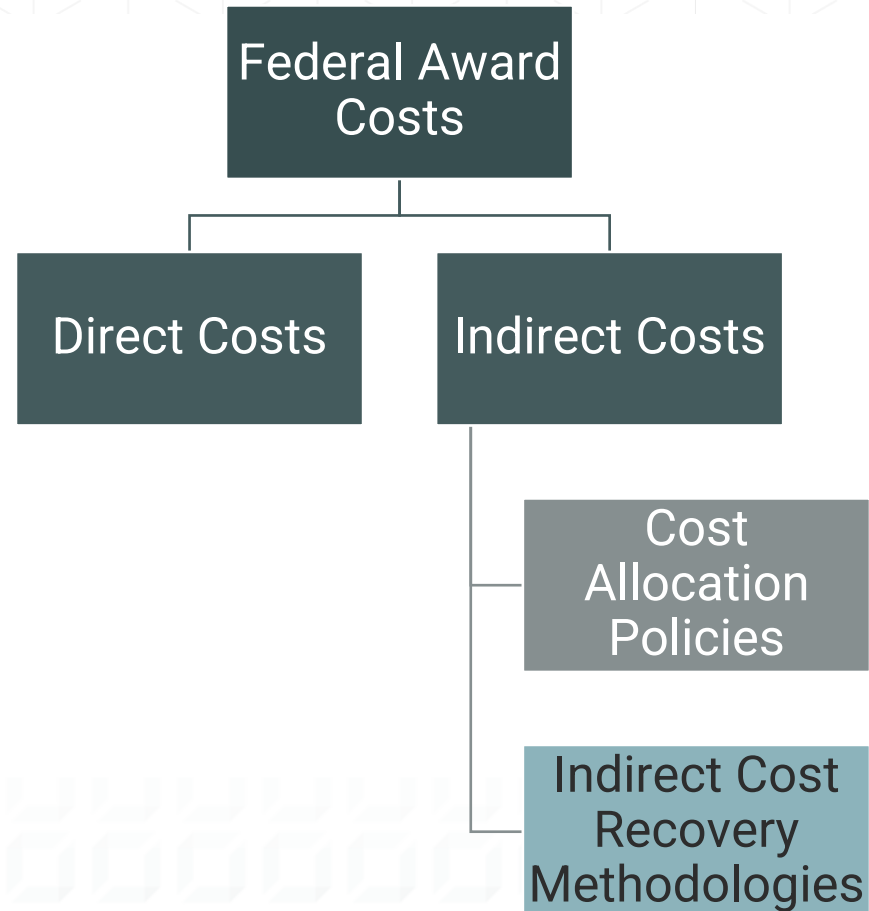 Federal Award
Costs
Direct Costs
Indirect Costs
Cost
Allocation
Policies
Indirect Cost
Recovery
Methodologies